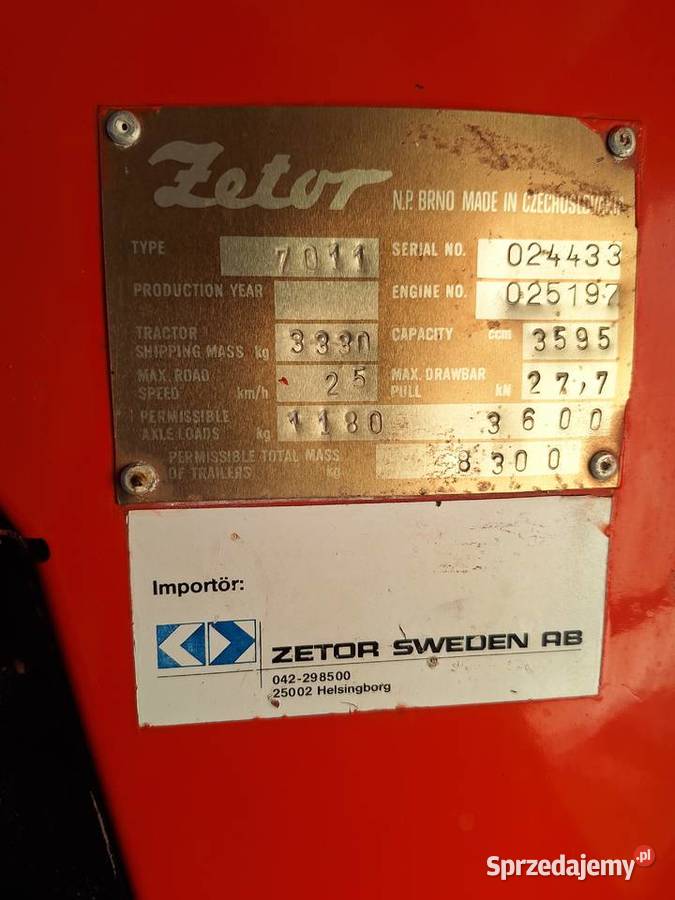 Zetor N.P. BRNO MADE IN CZECHOSLOVAKIA
TYPE 7011 SERIAL NO. 024433
PRODUCTION YEAR ENGINE NO. 025197
TRACTOR SHIPPING MASS kg 3330 CAPACITY ccm 3595
MAX. ROAD SPEED km/h 25 MAX. DRAWBAR PULL kN 27,7
PERMISSIBLE AXLE LOADS kg 1180 3600
PERMISSIBLE TOTAL MASS OF TRAILERS kg 8300
Importör:
ZETOR SWEDEN AB
042-298500
25002 Helsingborg
Sprzedajemy.pl